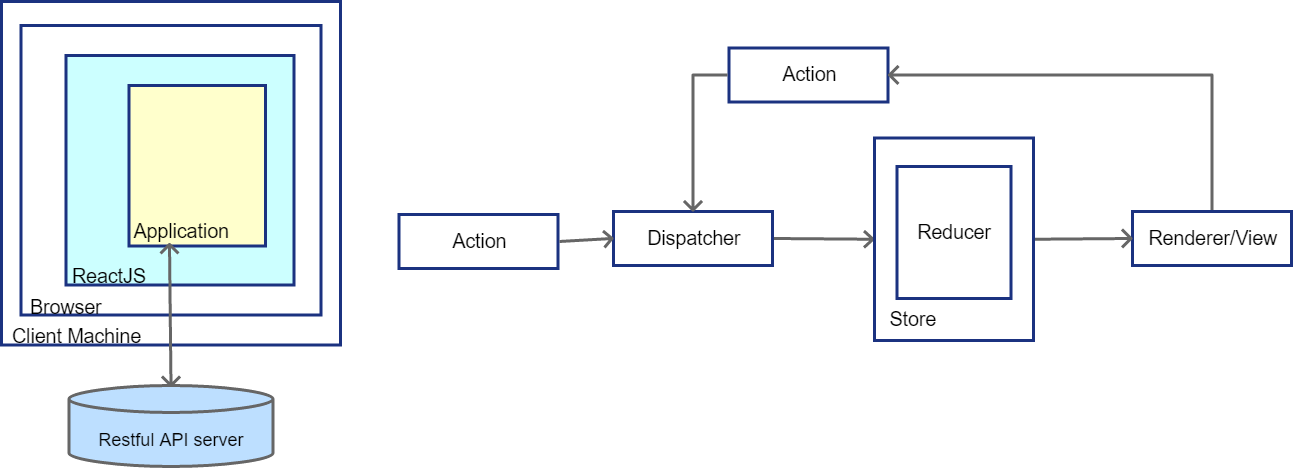 Application
ReactJS
Browser
Client Machine
Restful API server
Action
Action
Dispatcher
Reducer
Store
Renderer/View